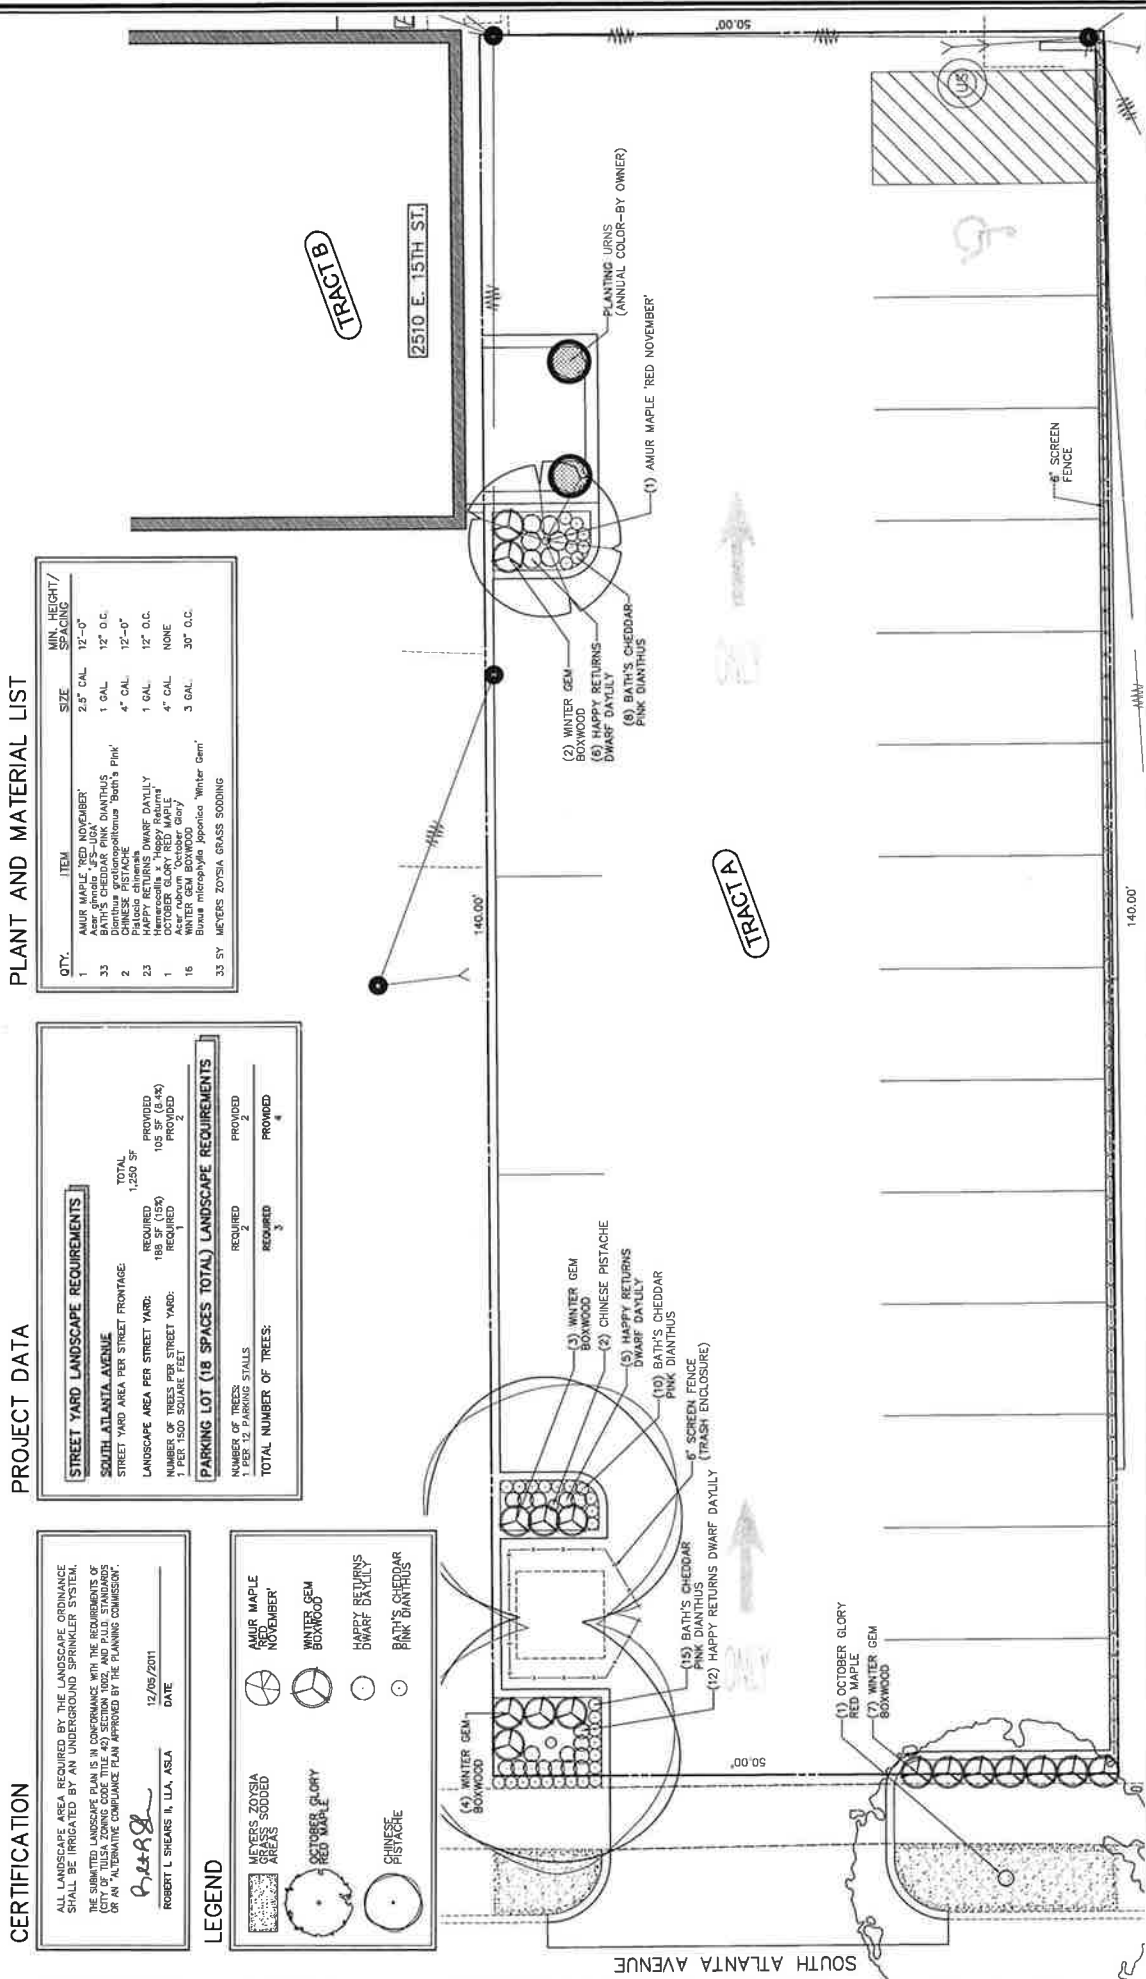 CERTIFICATION
ALL LANDSCAPE AREA REQUIRED BY THE LANDSCAPE ORDINANCE
SHALL BE IRRIGATED BY AN UNDERGROUND SPRINKLER SYSTEM.
THE SUBMITTED LANDSCAPE PLAN IS IN CONFORMANCE WITH THE REQUIREMENTS OF
(CITY OF TULSA ZONING CODE TITLE 42) SECTION 1002, AND P.U.D. STANDARDS
OR AN "ALTERNATIVE COMPLIANCE PLAN APPROVED BY THE PLANNING COMMISSION".
12/05/2011
ROBERT L SHEARS II, LLA, ASLA DATE
LEGEND
MEYERS ZOYSIA
GRASS SODDED
AREAS
OCTOBER GLORY
RED MAPLE
CHINESE
PISTACHE
AMUR MAPLE
'RED
NOVEMBER'
WINTER GEM
BOXWOOD
HAPPY RETURNS
DWARF DAYLILY
BATH'S CHEDDAR
PINK DIANTHUS
PROJECT DATA
STREET YARD LANDSCAPE REQUIREMENTS
SOUTH ATLANTA AVENUE
STREET YARD AREA PER STREET FRONTAGE: TOTAL
1,250 SF
LANDSCAPE AREA PER STREET YARD: REQUIRED PROVIDED
188 SF (15%) 105 SF (8.4%)
NUMBER OF TREES PER STREET YARD: REQUIRED PROVIDED
1 PER 1500 SQUARE FEET 1 2
PARKING LOT (18 SPACES TOTAL) LANDSCAPE REQUIREMENTS
NUMBER OF TREES: REQUIRED PROVIDED
1 PER 12 PARKING STALLS 2 2
TOTAL NUMBER OF TREES: REQUIRED PROVIDED
3 4
PLANT AND MATERIAL LIST
QTY. ITEM SIZE MIN. HEIGHT/
SPACING
1 AMUR MAPLE 'RED NOVEMBER' 2.5" CAL 12'-0"
Acer ginnala 'JFS-UGA'
33 BATH'S CHEDDAR PINK DIANTHUS 1 GAL 12" O.C.
Dianthus gratianopolitanus 'Bath's Pink'
2 CHINESE PISTACHE 4" CAL. 12'-0"
Pistacia chinensis
23 HAPPY RETURNS DWARF DAYLILY 1 GAL. 12" O.C.
Hemerocallis x 'Happy Returns'
1 OCTOBER GLORY RED MAPLE 4" CAL NONE
Acer rubrum 'October Glory'
16 WINTER GEM BOXWOOD 3 GAL. 30" O.C.
Buxus microphylla japonica 'Winter Gem'
33 SY MEYERS ZOYSIA GRASS SODDING
TRACT B
2510 E. 15TH ST.
PLANTING URNS
(ANNUAL COLOR-BY OWNER)
(1) AMUR MAPLE 'RED NOVEMBER'
(2) WINTER GEM
BOXWOOD
(6) HAPPY RETURNS
DWARF DAYLILY
(8) BATH'S CHEDDAR
PINK DIANTHUS
140.00'
50.00'
US
6' SCREEN
FENCE
TRACT A
(3) WINTER GEM
BOXWOOD
(2) CHINESE PISTACHE
(5) HAPPY RETURNS
DWARF DAYLILY
(10) BATH'S CHEDDAR
PINK DIANTHUS
6' SCREEN FENCE
(TRASH ENCLOSURE)
(4) WINTER GEM
BOXWOOD
(15) BATH'S CHEDDAR
PINK DIANTHUS
(12) HAPPY RETURNS DWARF DAYLILY
50.00'
(1) OCTOBER GLORY
RED MAPLE
(7) WINTER GEM
BOXWOOD
140.00'
SOUTH ATLANTA AVENUE